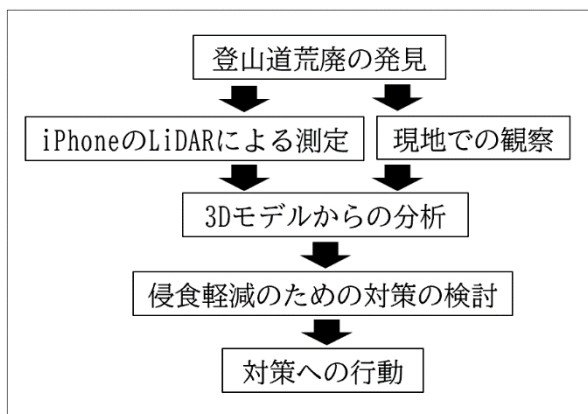 登山道荒廃の発見
iPhoneのLiDARによる測定
現地での観察
3Dモデルからの分析
侵食軽減のための対策の検討
対策への行動